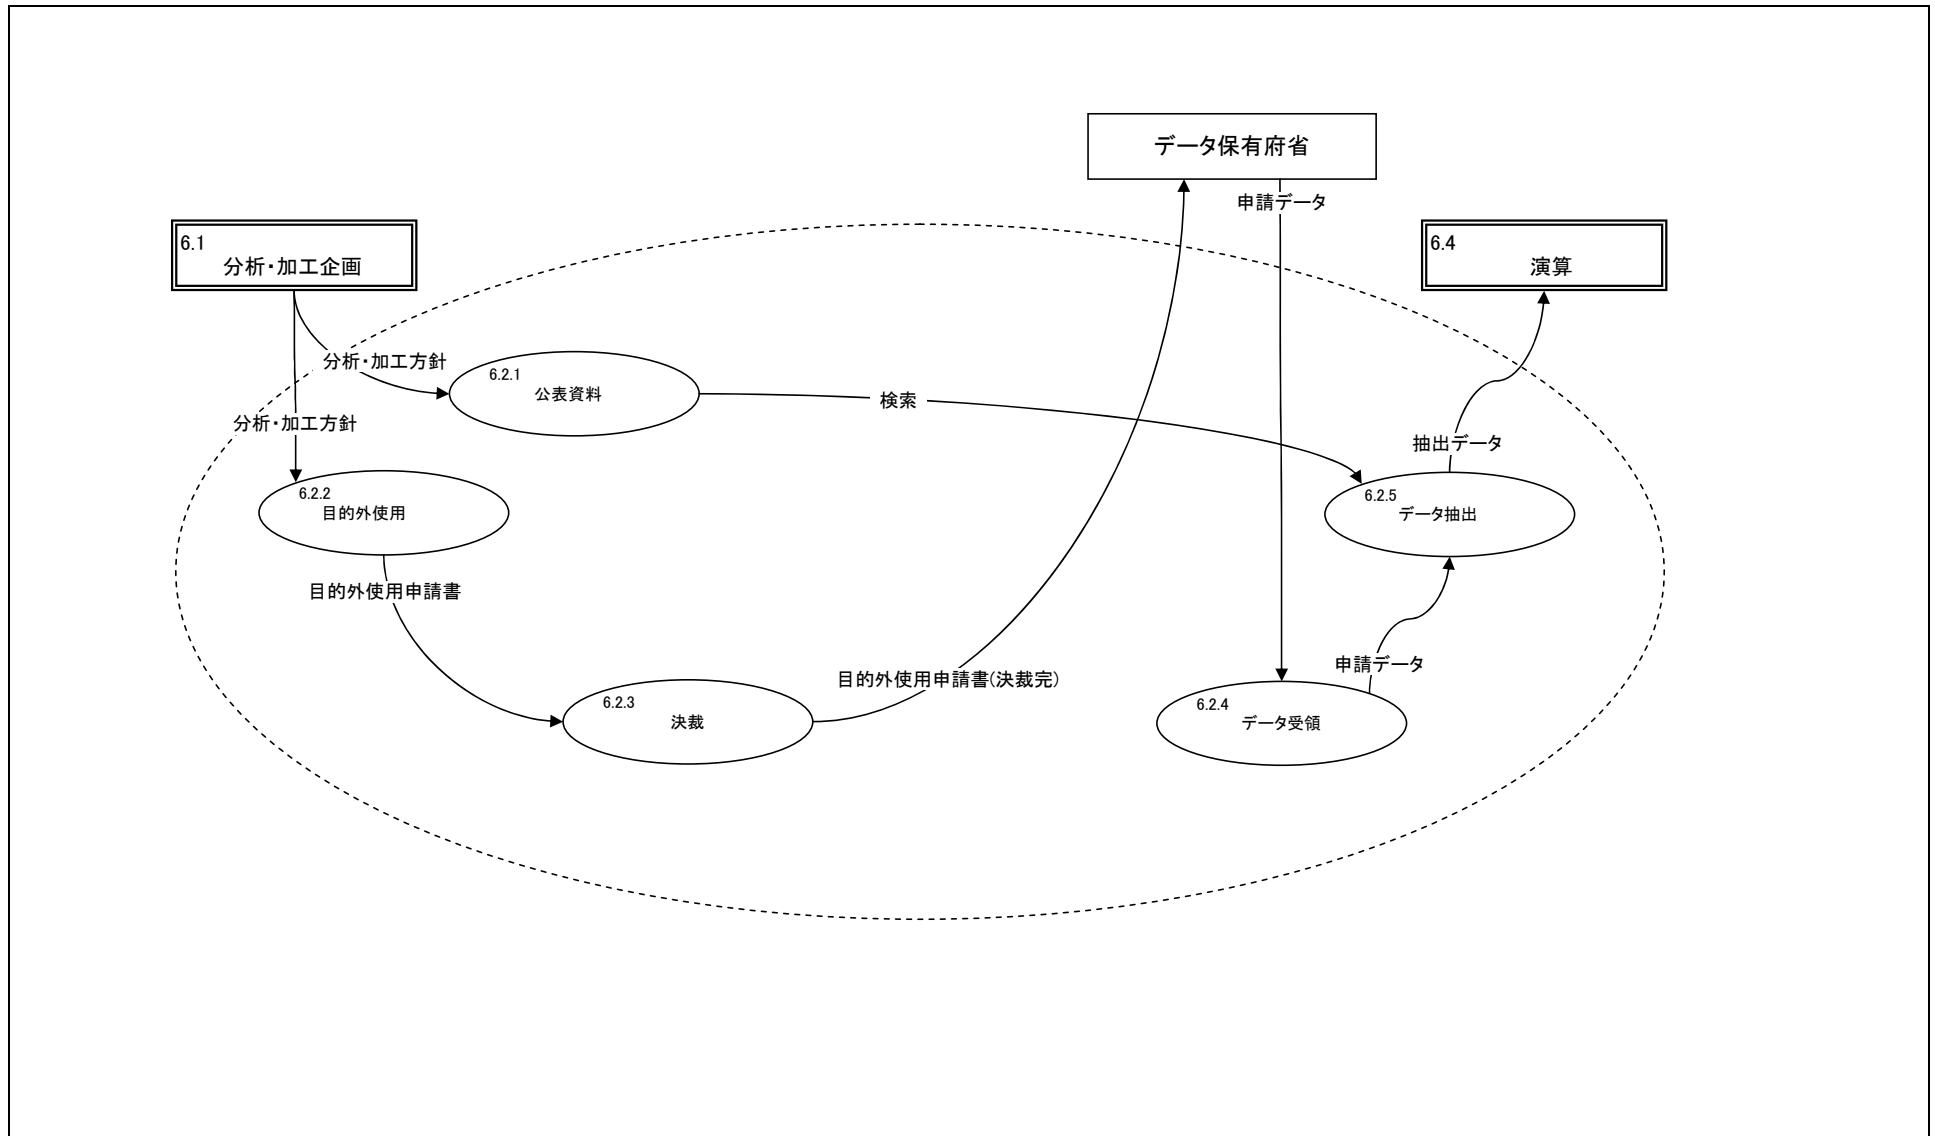 データ保有府省
申請データ
6.1
分析・加工企画
6.4
演算
分析・加工方針
6.2.1
公表資料
検索
分析・加工方針
抽出データ
6.2.2
目的外使用
6.2.5
データ抽出
目的外使用申請書
申請データ
目的外使用申請書(決裁完)
6.2.3
決裁
6.2.4
データ受領